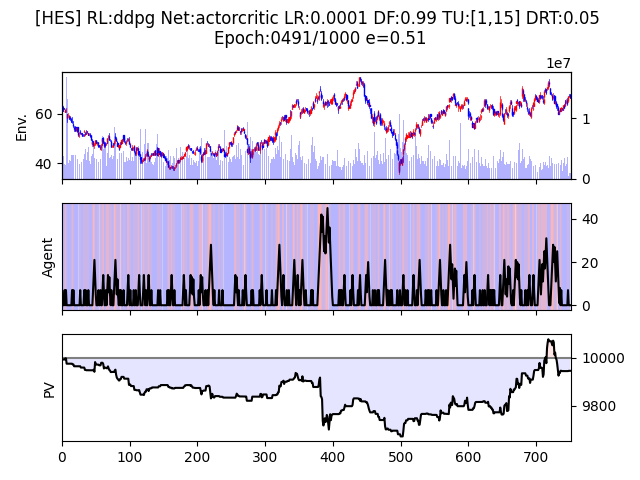 [HES] RL:ddpg Net:actorcritic LR:0.0001 DF:0.99 TU:[1,15] DRT:0.05
Epoch:0491/1000 e=0.51
1e7
Env.
60
40
1
0
Agent
40
20
0
PV
10000
9800
0 100 200 300 400 500 600 700